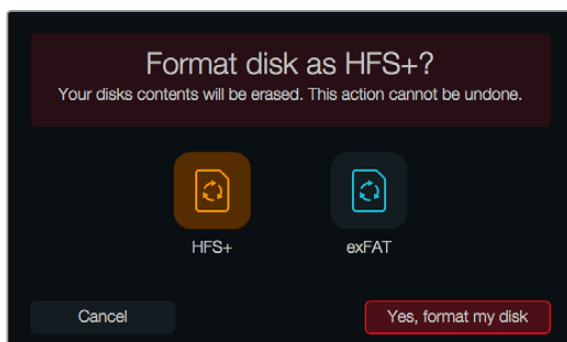 Format disk as HFS+?
Your disks contents will be erased. This action cannot be undone.
HFS+
exFAT
Cancel
Yes, format my disk